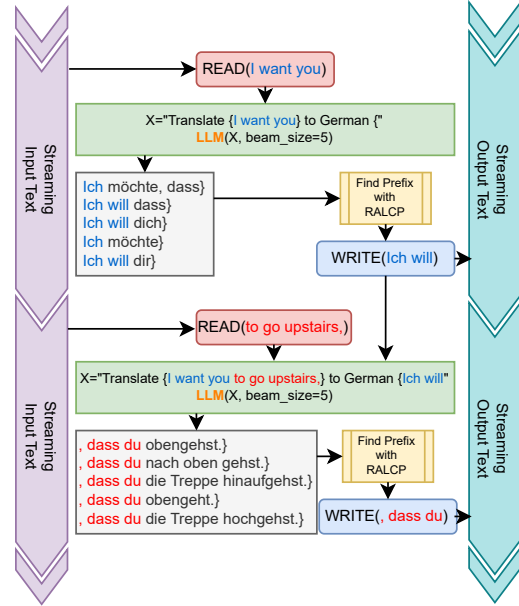 Streaming
Input Text
READ(I want you)
X="Translate {I want you} to German {"
LLM(X, beam_size=5)
Ich möchte, dass}
Ich will dass}
Ich will dich}
Ich möchte}
Ich will dir}
Find Prefix
with
RALCP
WRITE(Ich will)
Streaming
Output Text
Streaming
Input Text
READ(to go upstairs,)
X="Translate {I want you to go upstairs,} to German {Ich will"
LLM(X, beam_size=5)
, dass du obengehst.}
, dass du nach oben gehst.}
, dass du die Treppe hinaufgehst.}
, dass du obengeht.}
, dass du die Treppe hochgehst.}
Find Prefix
with
RALCP
WRITE(, dass du)
Streaming
Output Text